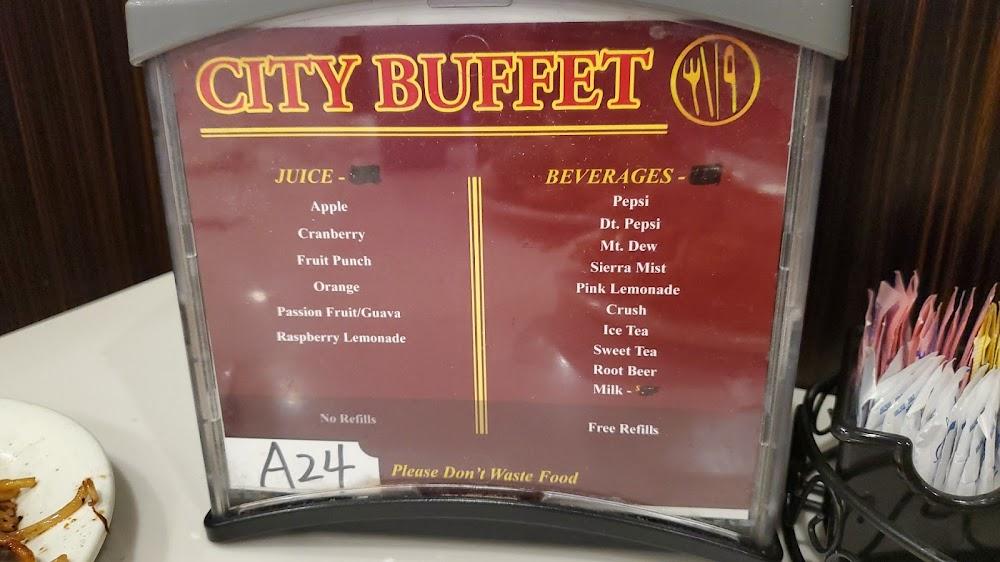 CITY BUFFET
JUICE -
Apple
Cranberry
Fruit Punch
Orange
Passion Fruit/Guava
Raspberry Lemonade
No Refills
BEVERAGES -
Pepsi
Dt. Pepsi
Mt. Dew
Sierra Mist
Pink Lemonade
Crush
Ice Tea
Sweet Tea
Root Beer
Milk - $
Free Refills
A24
Please Don't Waste Food